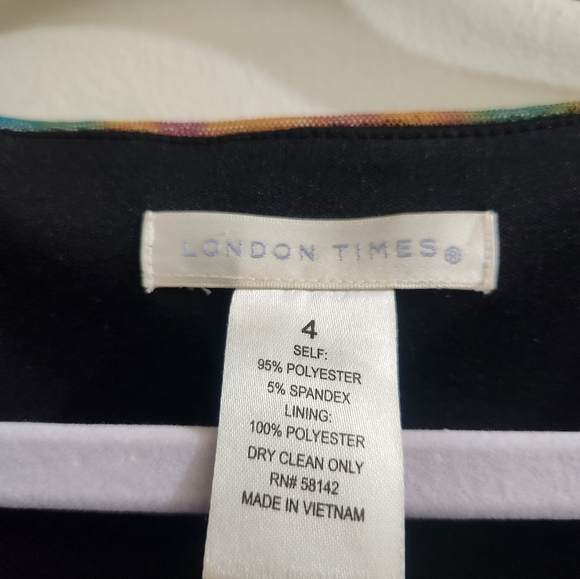 LONDON TIMES®
4
SELF:
95% POLYESTER
5% SPANDEX
LINING:
100% POLYESTER
DRY CLEAN ONLY
RN# 58142
MADE IN VIETNAM